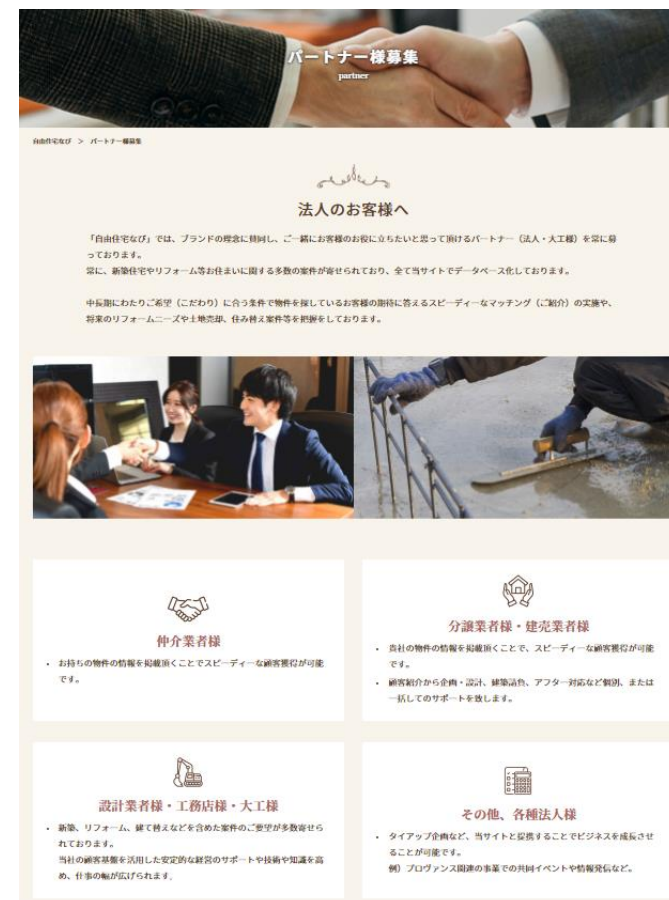 パートナー様募集
partner
自由住宅なび ＞ パートナー様募集
法人のお客様へ
「自由住宅なび」では、ブランドの理念に賛同し、ご一緒にお客様のお役に立ちたいと思って頂けるパートナー（法人・大工様）を常に募
っております。
常に、新築住宅やリフォーム等お住まいに関する多数の案件が寄せられており、全て当サイトでデータベース化しております。
中長期にわたりご希望（こだわり）に合う条件で物件を探しているお客様の期待に答えるスピーディーなマッチング（ご紹介）の実施や、
将来のリフォームニーズや土地売却、住み替え案件等を把握をしております。
仲介業者様
・ お持ちの物件の情報を掲載頂くことでスピーディーな顧客獲得が可能
です。
分譲業者様・建売業者様
・ 貴社の物件の情報を掲載頂くことで、スピーディーな顧客獲得が可能
です。
・ 顧客紹介から企画・設計、建築請負、アフター対応など個別、または
一括してのサポートを致します。
設計業者様・工務店様・大工様
・ 新築、リフォーム、建て替えなどを含めた案件のご要望が多数寄せら
れております。
当社の顧客基盤を活用した安定的な経営のサポートや技術や知識を高
め、仕事の幅が広げられます。
その他、各種法人様
・ タイアップ企画など、当サイトと提携することでビジネスを成長させ
ることが可能です。
例）プロヴァンス関連の事業での共同イベントや情報発信など。